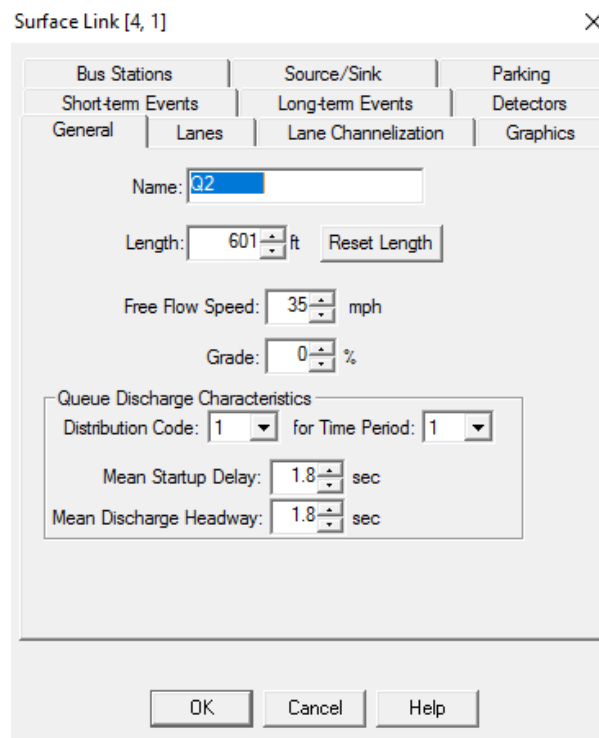 Surface Link [4, 1]
Bus Stations Source/Sink Parking
Short-term Events Long-term Events Detectors
General Lanes Lane Channelization Graphics
Name: Q2
Length: 601 ft Reset Length
Free Flow Speed: 35 mph
Grade: 0 %
Queue Discharge Characteristics
Distribution Code: 1 for Time Period: 1
Mean Startup Delay: 1.8 sec
Mean Discharge Headway: 1.8 sec
OK Cancel Help